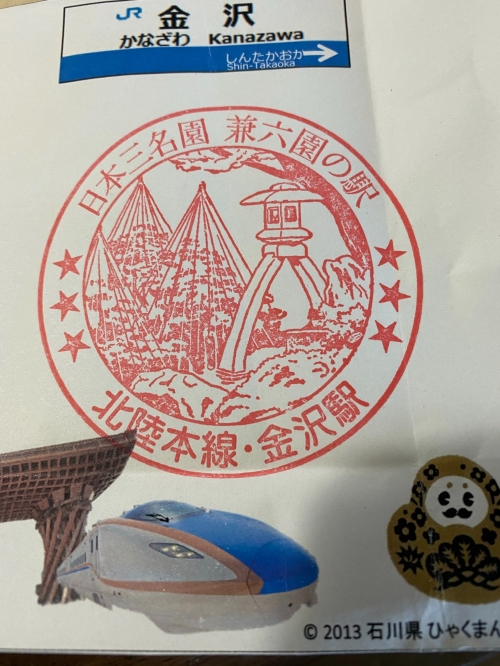 JR 金沢
かなざわ Kanazawa
しんたかおか
Shin-Takaoka
日本三名園 兼六園の駅
北陸本線・金沢駅
© 2013 石川県 ひゃくまん